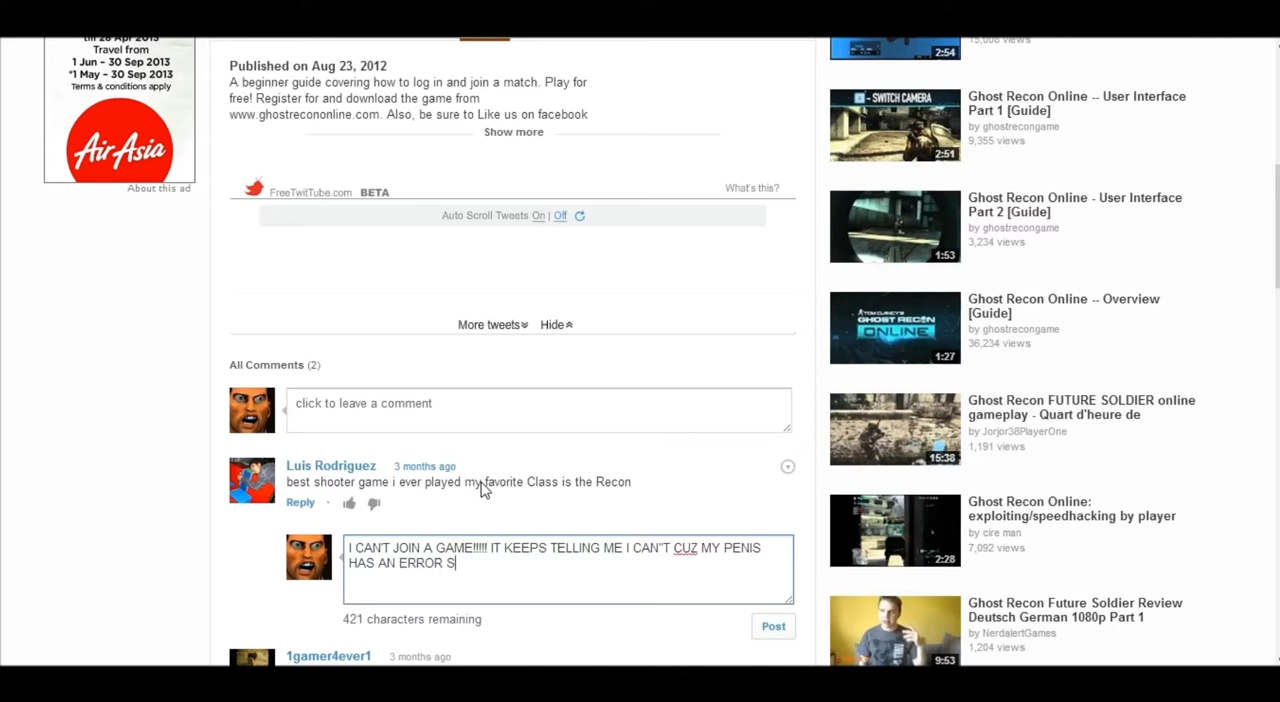 till 28 Apr 2013
Travel from
1 Jun – 30 Sep 2013
*1 May – 30 Sep 2013
Terms & conditions apply
AirAsia
About this ad
Published on Aug 23, 2012
A beginner guide covering how to log in and join a match. Play for
free! Register for and download the game from
www.ghostrecononline.com. Also, be sure to Like us on facebook
Show more
FreeTwitTube.com BETA
What's this?
Auto Scroll Tweets On | Off
More tweets Hide
All Comments (2)
click to leave a comment
Luis Rodriguez 3 months ago
best shooter game i ever played my favorite Class is the Recon
Reply ·
I CAN'T JOIN A GAME!!!!! IT KEEPS TELLING ME I CAN"T CUZ MY PENIS
HAS AN ERROR S
421 characters remaining
Post
1gamer4ever1 3 months ago
15,008 views
2:54
- SWITCH CAMERA
2:51
Ghost Recon Online -- User Interface
Part 1 [Guide]
by ghostrecongame
9,355 views
1:53
Ghost Recon Online - User Interface
Part 2 [Guide]
by ghostrecongame
3,234 views
TOM CLANCY'S
GHOST RECON
ONLINE
1:27
Ghost Recon Online -- Overview
[Guide]
by ghostrecongame
36,234 views
15:38
Ghost Recon FUTURE SOLDIER online
gameplay - Quart d'heure de
by Jorjor38PlayerOne
1,191 views
2:28
Ghost Recon Online:
exploiting/speedhacking by player
by cire man
7,092 views
9:53
Ghost Recon Future Soldier Review
Deutsch German 1080p Part 1
by NerdalertGames
1,204 views